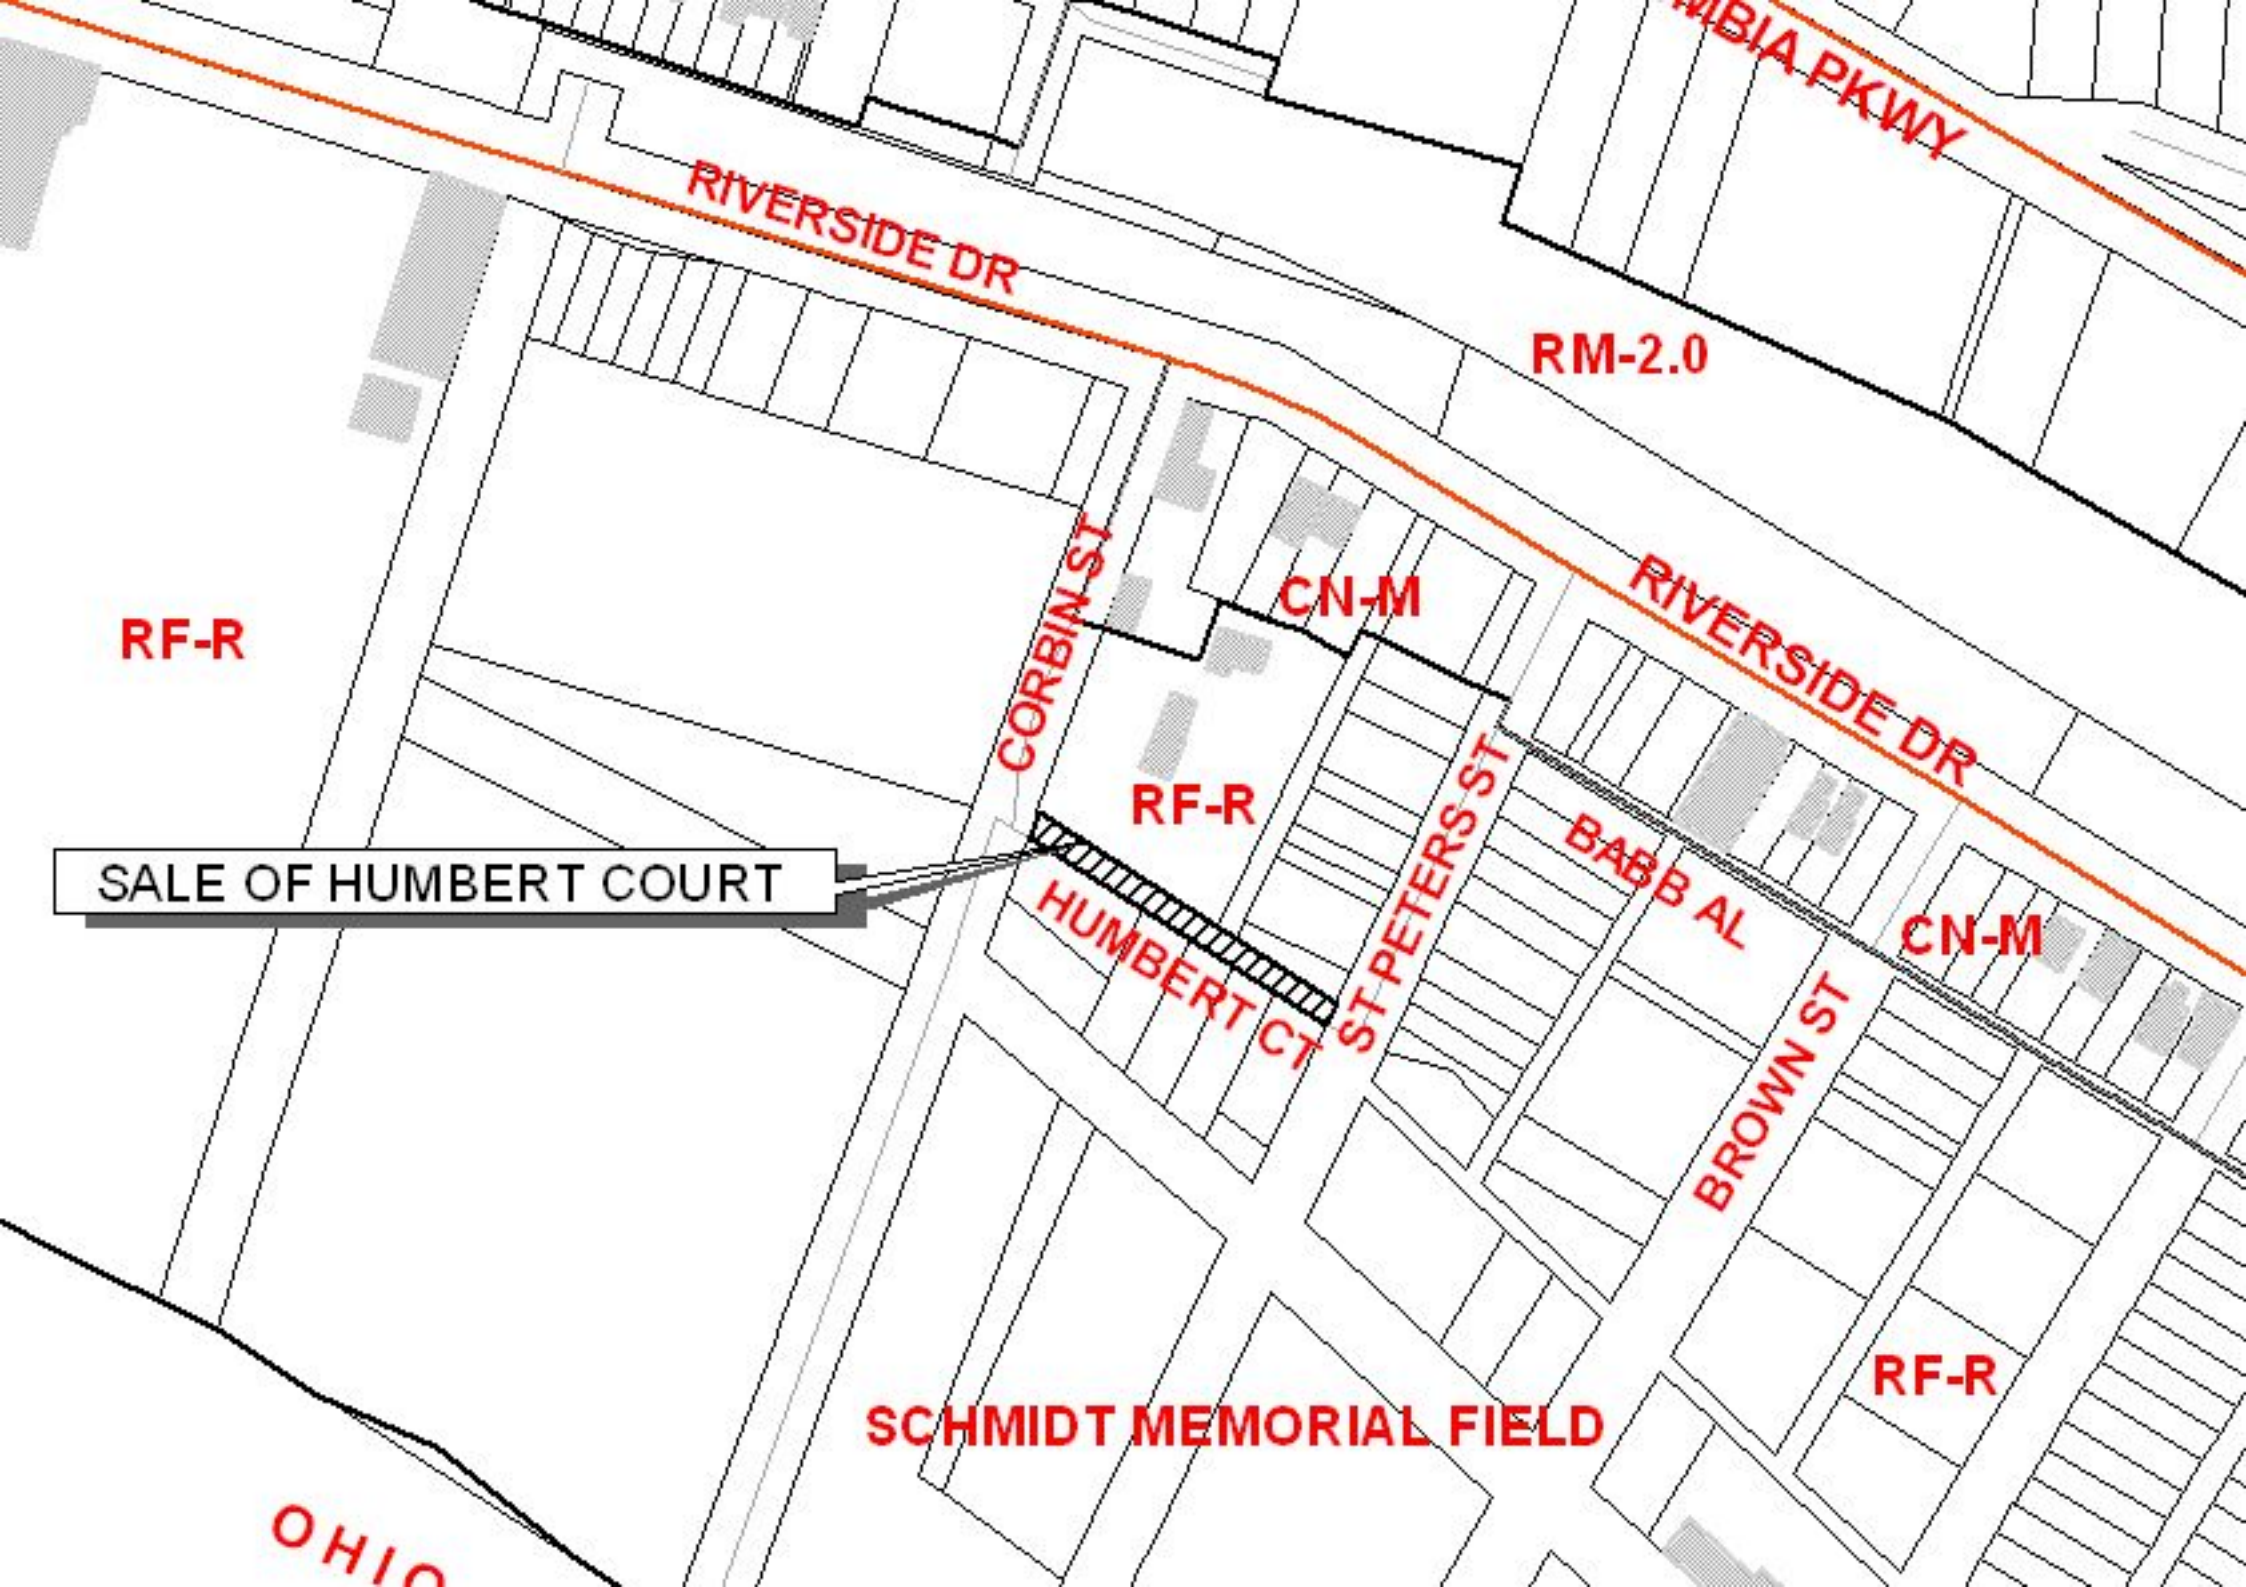 MBIA PKWY
RIVERSIDE DR
RM-2.0
CORBIN ST
CN-M
RIVERSIDE DR
RF-R
RF-R
ST PETERS ST
BABB AL
SALE OF HUMBERT COURT
HUMBERT CT
CN-M
BROWN ST
RF-R
SCHMIDT MEMORIAL FIELD
OHIO